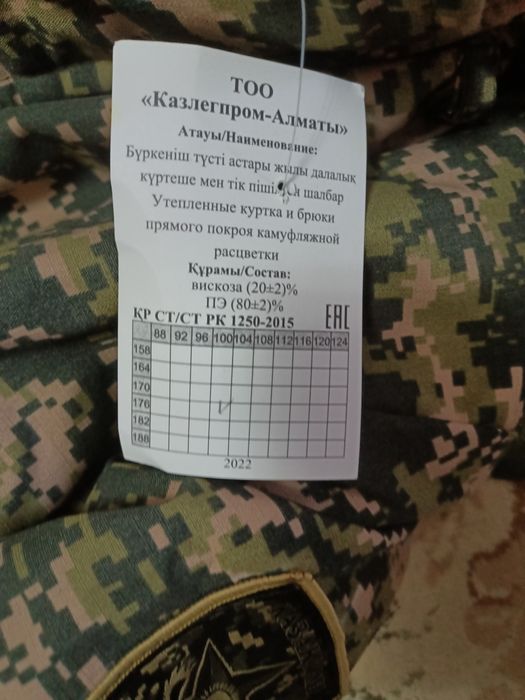 ТОО
«Казлегпром-Алматы»
Атауы/Наименование:
Бүркеніш түсті астары жылы далалық
күртеше мен тік шалбар
Утепленные куртка и брюки
прямого покроя камуфляжной
расцветки
Құрамы/Состав:
вискоза (20±2)%
ПЭ (80±2)%
ҚР СТ/СТ РК 1250-2015 ЕАС
88 92 96 100 104 108 112 116 120 124
158
164
170
176
182
188
2022